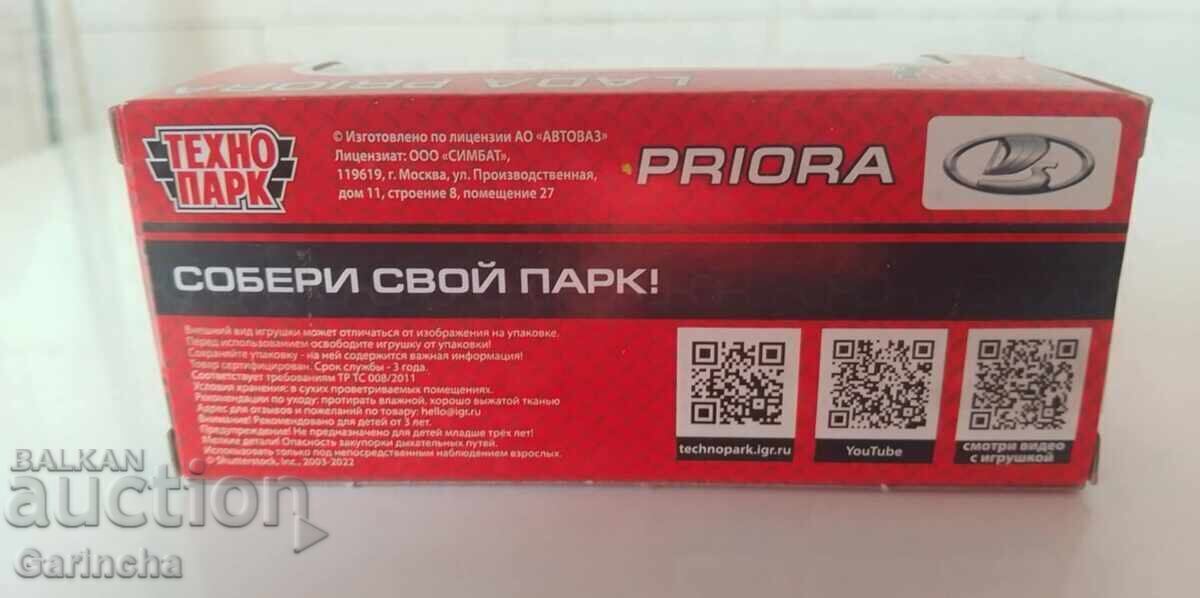 LADA PRIORA
ТЕХНО
ПАРК
© Изготовлено по лицензии АО «АВТОВАЗ»
Лицензиат: ООО «СИМБАТ»,
119619, г. Москва, ул. Производственная,
дом 11, строение 8, помещение 27
PRIORA
СОБЕРИ СВОЙ ПАРК!
Внешний вид игрушки может отличаться от изображения на упаковке.
Перед использованием освободите игрушку от упаковки!
Сохраняйте упаковку - на ней содержится важная информация!
Товар сертифицирован. Срок службы - 3 года.
Соответствует требованиям ТР ТС 008/2011
Условия хранения: в сухих проветриваемых помещениях.
Рекомендации по уходу: протирать влажной, хорошо выжатой тканью
Адрес для отзывов и пожеланий по товару: hello@igr.ru
Внимание! Рекомендовано для детей от 3 лет.
Предупреждение! Не предназначено для детей младше трёх лет!
Мелкие детали! Опасность закупорки дыхательных путей.
Использовать только под непосредственным наблюдением взрослых.
© Shutterstock, Inc., 2003-2022
technopark.igr.ru
YouTube
смотри видео
с игрушкой
BALKAN
auction
Garincha